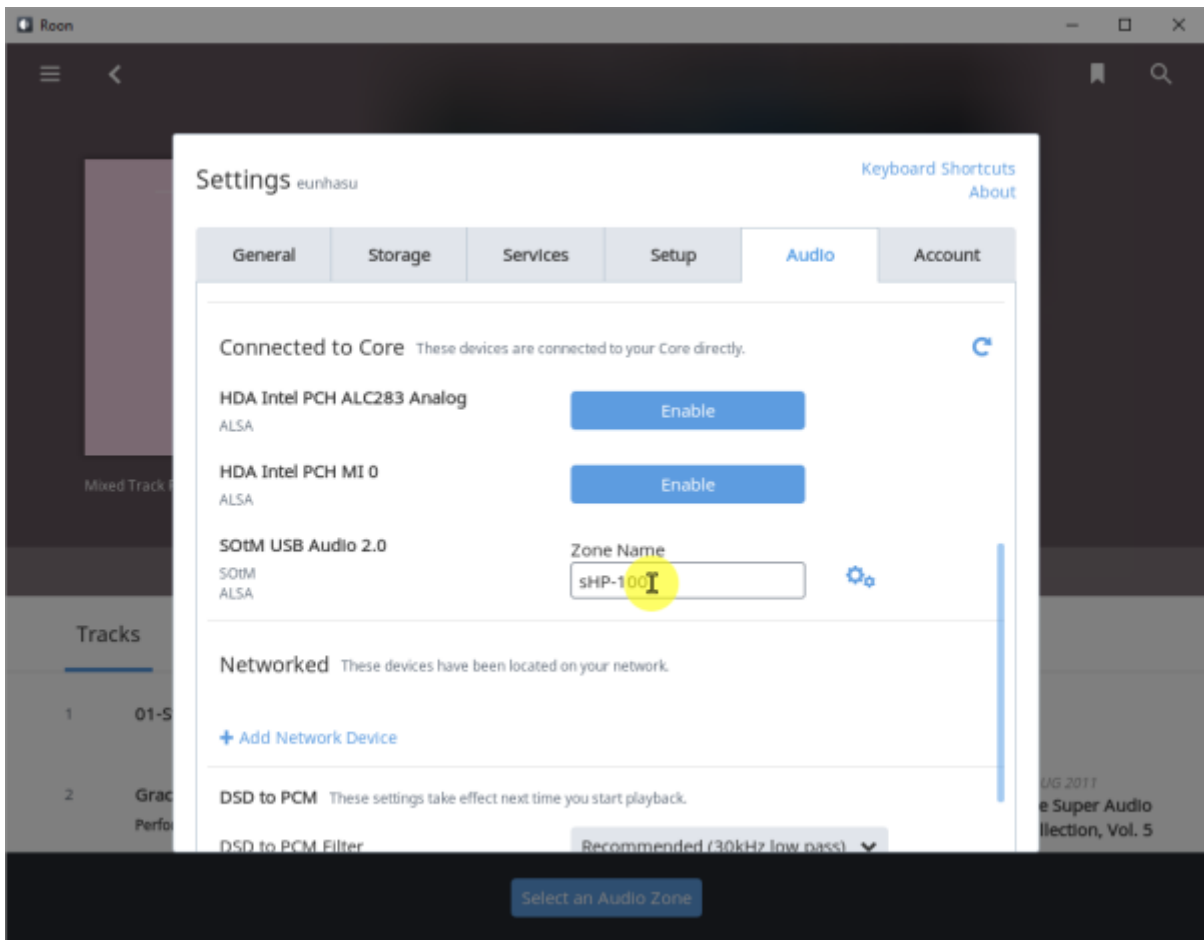 Roon
Settings eunhasu
Keyboard Shortcuts
About
General Storage Services Setup Audio Account
Connected to Core These devices are connected to your Core directly.
HDA Intel PCH ALC283 Analog
ALSA
Enable
HDA Intel PCH MI 0
ALSA
Enable
SOtM USB Audio 2.0
SOtM
ALSA
Zone Name
sHP-100
Networked These devices have been located on your network.
+ Add Network Device
DSD to PCM These settings take effect next time you start playback.
DSD to PCM Filter
Recommended (30kHz low pass)
Mixed Track
Tracks
1 01-S
2 Grac
Perfo
UG 2011
e Super Audio
llection, Vol. 5
Select an Audio Zone